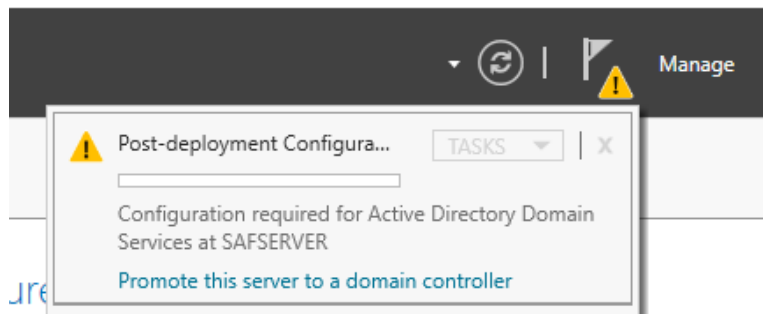 Manage
Post-deployment Configura...
TASKS
X
Configuration required for Active Directory Domain
Services at SAFSERVER
Promote this server to a domain controller
ure